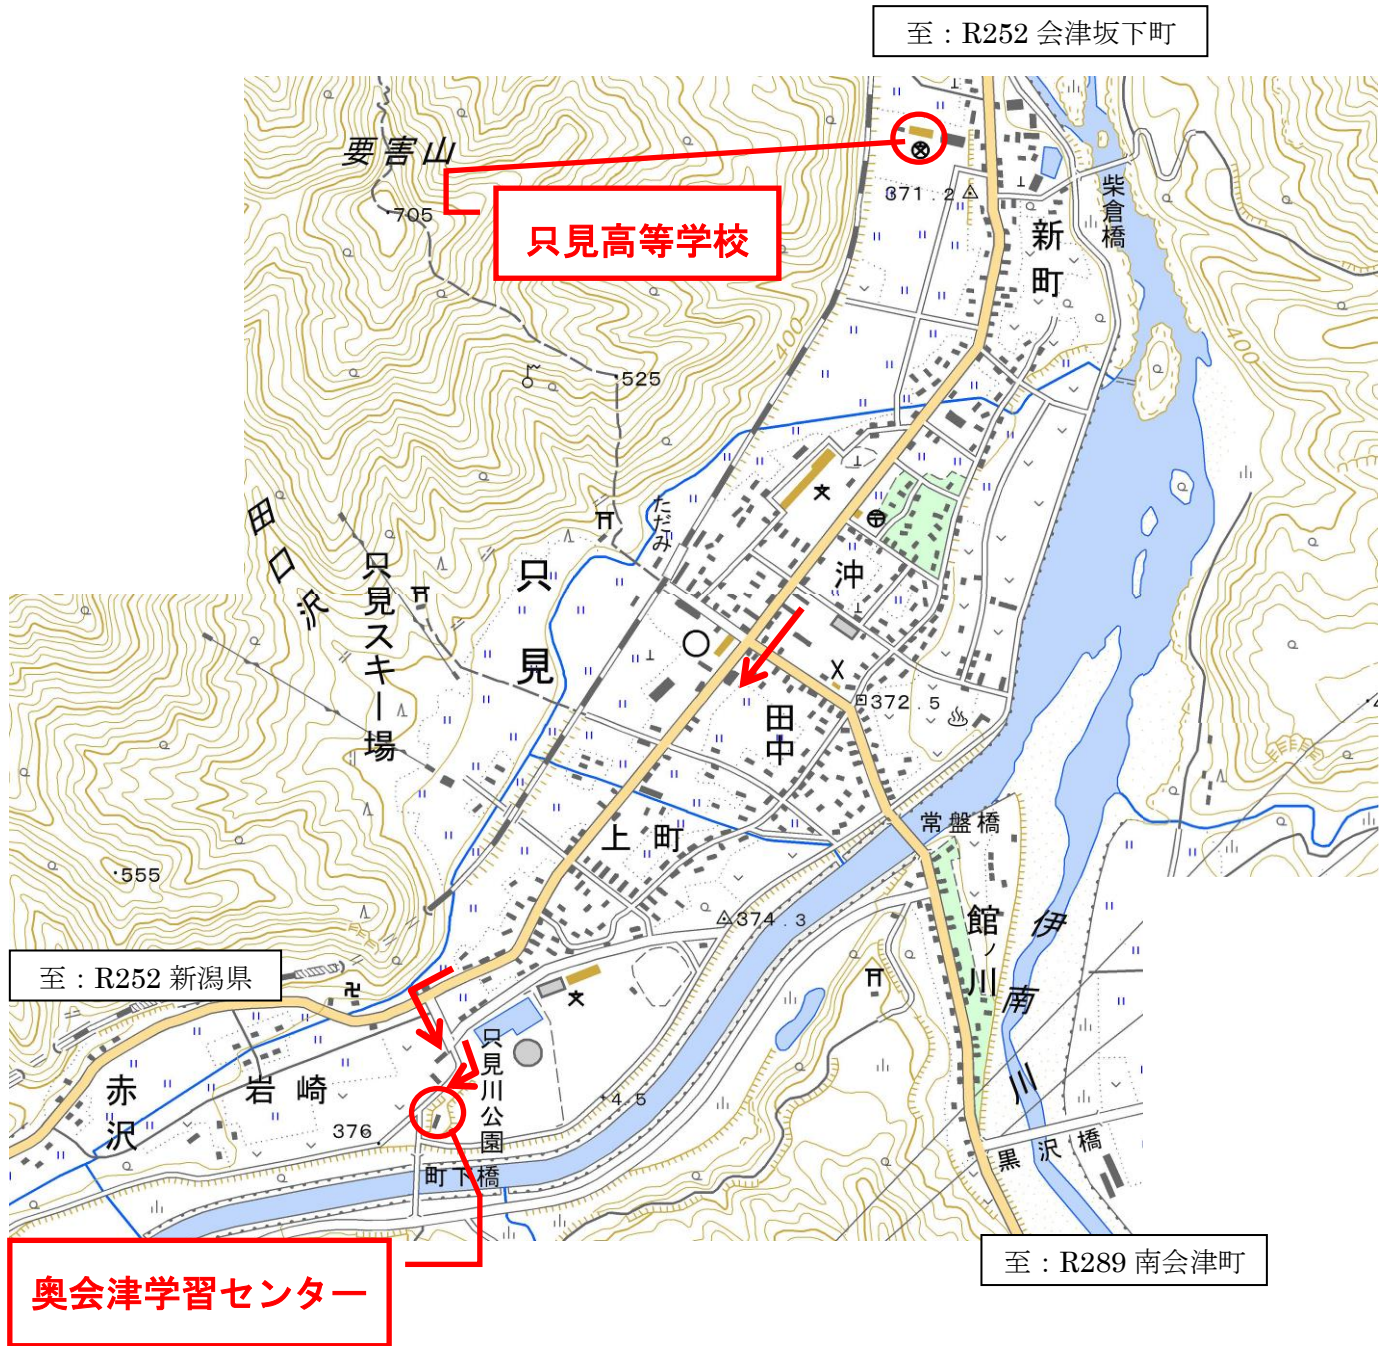 至：R252 会津坂下町
要害山
705
只見高等学校
371.2
柴倉橋
新町
400
400
525
ただみ
田口沢
只見スキー場
只見
沖
田中
372.5
上町
常盤橋
555
374.3
館ノ川
伊南川
至：R252 新潟県
只見川公園
赤沢
岩崎
376
4.5
町下橋
黒沢橋
至：R289 南会津町
奥会津学習センター